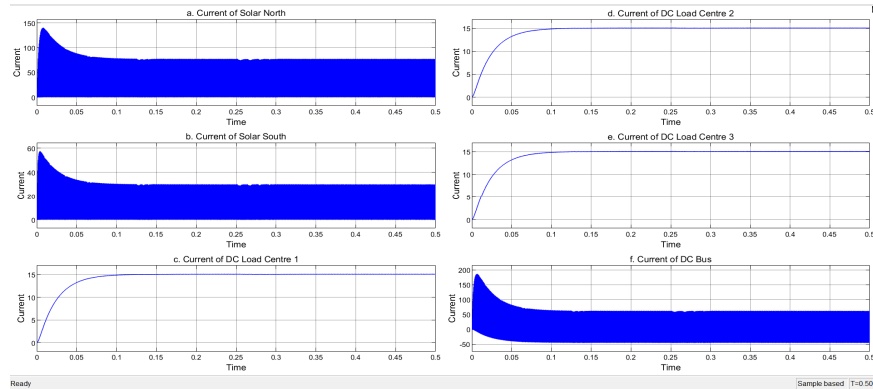 a. Current of Solar North
Current
150
100
50
0
0 0.05 0.1 0.15 0.2 0.25 0.3 0.35 0.4 0.45 0.5
Time
b. Current of Solar South
Current
60
40
20
0
0 0.05 0.1 0.15 0.2 0.25 0.3 0.35 0.4 0.45 0.5
Time
c. Current of DC Load Centre 1
Current
15
10
5
0
0 0.05 0.1 0.15 0.2 0.25 0.3 0.35 0.4 0.45 0.5
Time
d. Current of DC Load Centre 2
Current
15
10
5
0
0 0.05 0.1 0.15 0.2 0.25 0.3 0.35 0.4 0.45 0.5
Time
e. Current of DC Load Centre 3
Current
15
10
5
0
0 0.05 0.1 0.15 0.2 0.25 0.3 0.35 0.4 0.45 0.5
Time
f. Current of DC Bus
Current
200
150
100
50
0
-50
0 0.05 0.1 0.15 0.2 0.25 0.3 0.35 0.4 0.45 0.5
Time
Ready
Sample based T=0.50